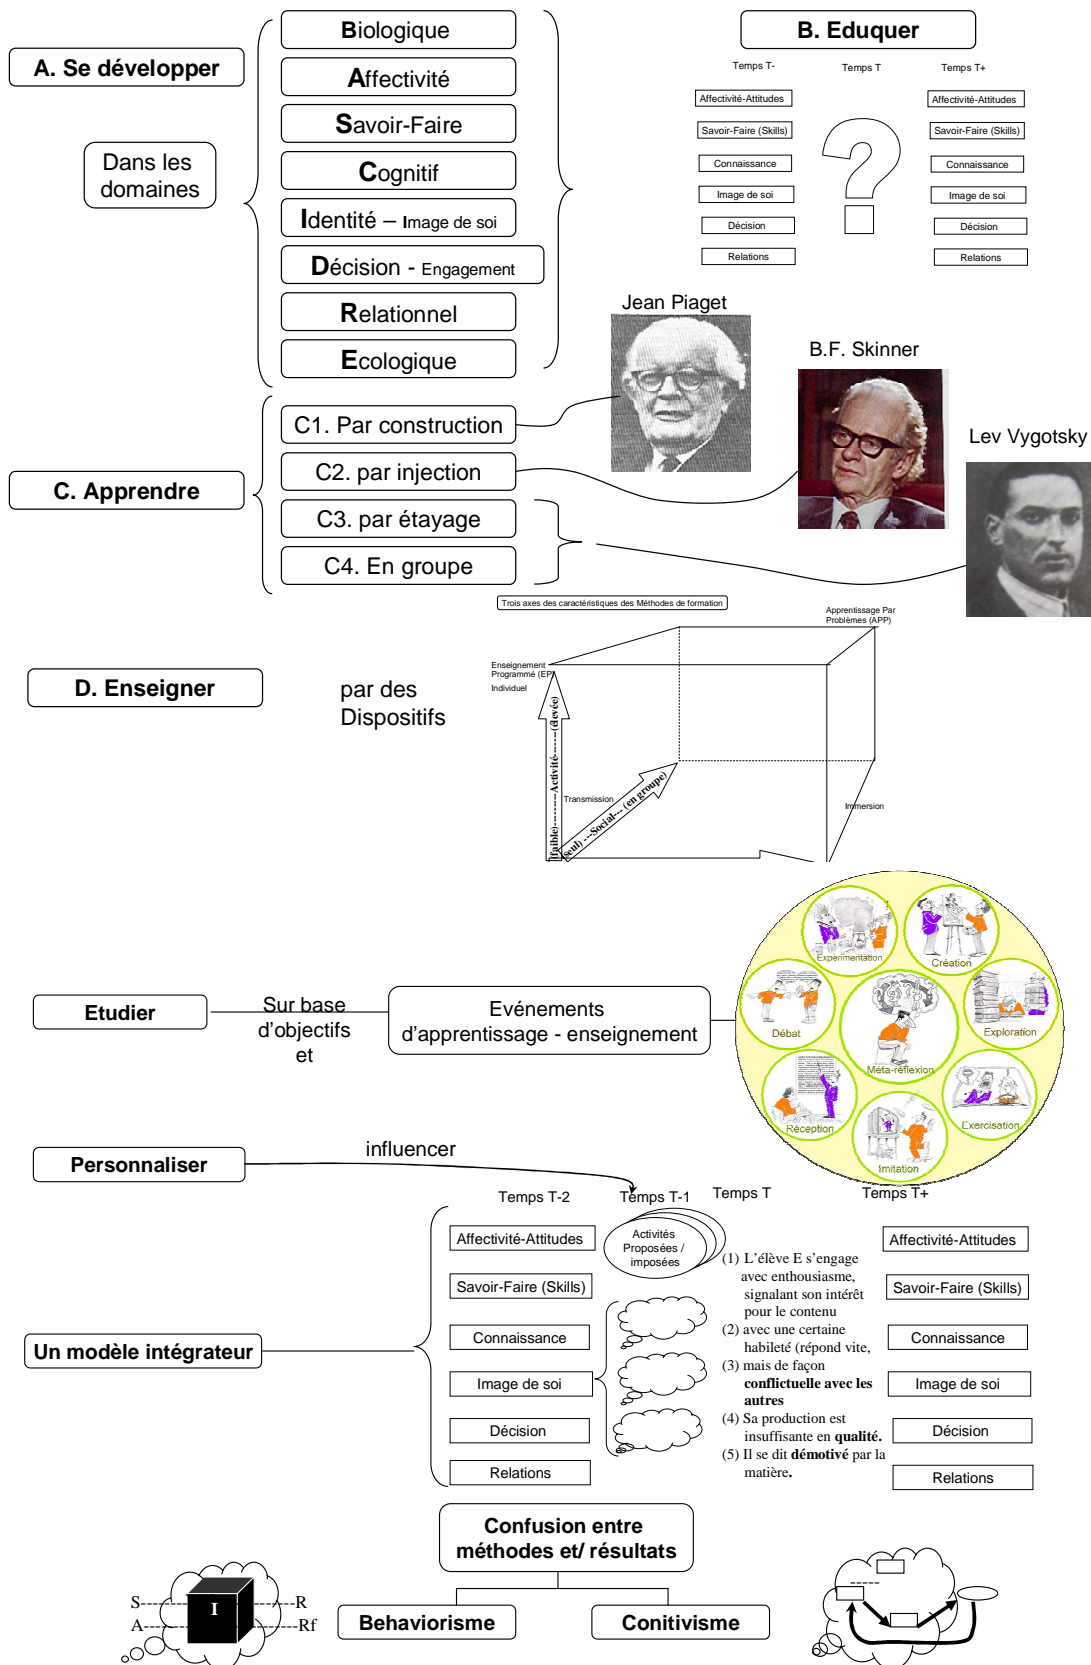 A. Se développer
Dans les
domaines
Biologique
Affectivité
Savoir-Faire
Cognitif
Identité – Image de soi
Décision - Engagement
Relationnel
Ecologique
B. Eduquer
Temps T-
Temps T
Temps T+
Affectivité-Attitudes
Savoir-Faire (Skills)
Connaissance
Image de soi
Décision
Relations
?
Affectivité-Attitudes
Savoir-Faire (Skills)
Connaissance
Image de soi
Décision
Relations
Jean Piaget
B.F. Skinner
Lev Vygotsky
C. Apprendre
C1. Par construction
C2. par injection
C3. par étayage
C4. En groupe
Trois axes des caractéristiques des Méthodes de formation
Apprentissage Par
Problèmes (APP)
Enseignement
Programmé (EP)
Individuel
D. Enseigner
par des
Dispositifs
(faible)-------Activité------(élevée)
(seul) ---Social--- (en groupe)
Transmission
Immersion
Etudier
Sur base
d’objectifs
et
Evénements
d’apprentissage - enseignement
Expérimentation
Création
Débat
Exploration
Méta-réflexion
Réception
Exercisation
Imitation
Personnaliser
influencer
Temps T-2
Temps T-1
Temps T
Temps T+
Un modèle intégrateur
Affectivité-Attitudes
Savoir-Faire (Skills)
Connaissance
Image de soi
Décision
Relations
Activités
Proposées /
imposées
(1) L’élève E s’engage
avec enthousiasme,
signalant son intérêt
pour le contenu
(2) avec une certaine
habileté (répond vite,
(3) mais de façon
conflictuelle avec les
autres
(4) Sa production est
insuffisante en qualité.
(5) Il se dit démotivé par la
matière.
Affectivité-Attitudes
Savoir-Faire (Skills)
Connaissance
Image de soi
Décision
Relations
Confusion entre
méthodes et/ résultats
Behaviorisme
Conitivisme
S
R
I
A
Rf